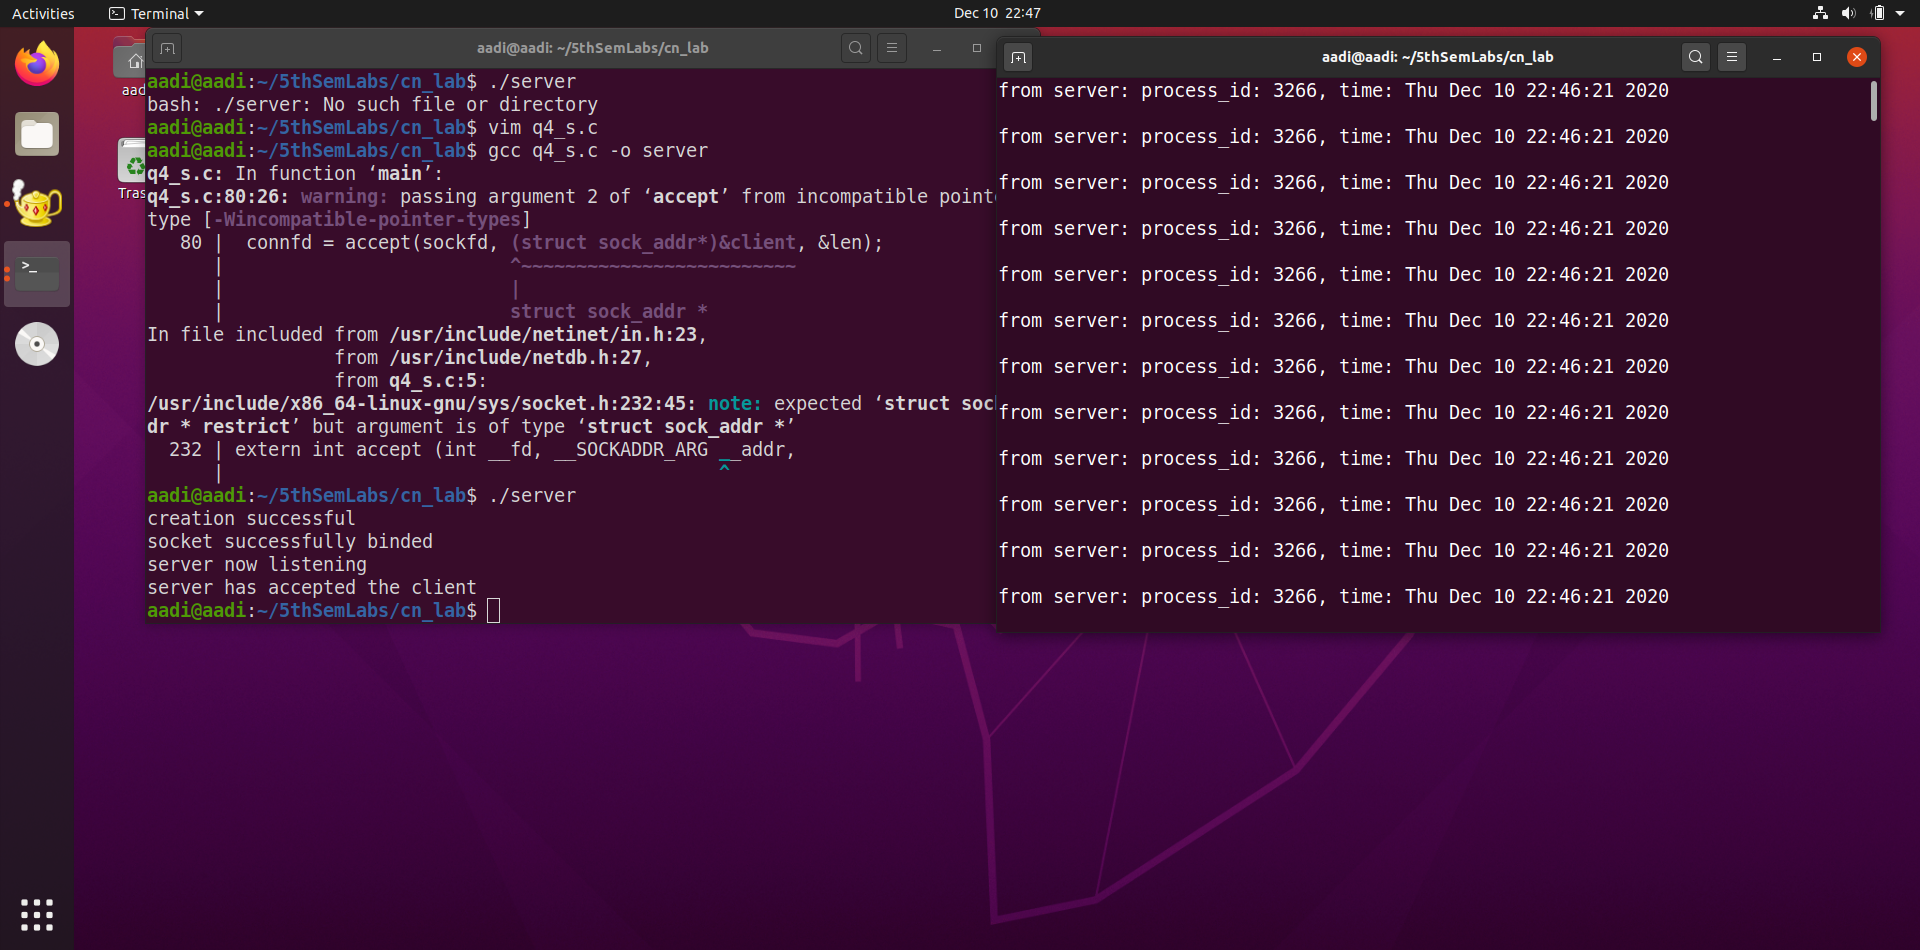 Activities
Terminal
Dec 10 22:47
aad
Tras
aadi@aadi: ~/5thSemLabs/cn_lab
aadi@aadi:~/5thSemLabs/cn_lab$ ./server
bash: ./server: No such file or directory
aadi@aadi:~/5thSemLabs/cn_lab$ vim q4_s.c
aadi@aadi:~/5thSemLabs/cn_lab$ gcc q4_s.c -o server
q4_s.c: In function ‘main’:
q4_s.c:80:26: warning: passing argument 2 of ‘accept’ from incompatible point
type [-Wincompatible-pointer-types]
80 | connfd = accept(sockfd, (struct sock_addr*)&client, &len);
| ^~~~~~~~~~~~~~~~~~~~~~~~~~
| |
| struct sock_addr *
In file included from /usr/include/netinet/in.h:23,
from /usr/include/netdb.h:27,
from q4_s.c:5:
/usr/include/x86_64-linux-gnu/sys/socket.h:232:45: note: expected ‘struct soc
dr * restrict’ but argument is of type ‘struct sock_addr *’
232 | extern int accept (int __fd, __SOCKADDR_ARG __addr,
| ^
aadi@aadi:~/5thSemLabs/cn_lab$ ./server
creation successful
socket successfully binded
server now listening
server has accepted the client
aadi@aadi:~/5thSemLabs/cn_lab$
aadi@aadi: ~/5thSemLabs/cn_lab
from server: process_id: 3266, time: Thu Dec 10 22:46:21 2020
from server: process_id: 3266, time: Thu Dec 10 22:46:21 2020
from server: process_id: 3266, time: Thu Dec 10 22:46:21 2020
from server: process_id: 3266, time: Thu Dec 10 22:46:21 2020
from server: process_id: 3266, time: Thu Dec 10 22:46:21 2020
from server: process_id: 3266, time: Thu Dec 10 22:46:21 2020
from server: process_id: 3266, time: Thu Dec 10 22:46:21 2020
from server: process_id: 3266, time: Thu Dec 10 22:46:21 2020
from server: process_id: 3266, time: Thu Dec 10 22:46:21 2020
from server: process_id: 3266, time: Thu Dec 10 22:46:21 2020
from server: process_id: 3266, time: Thu Dec 10 22:46:21 2020
from server: process_id: 3266, time: Thu Dec 10 22:46:21 2020